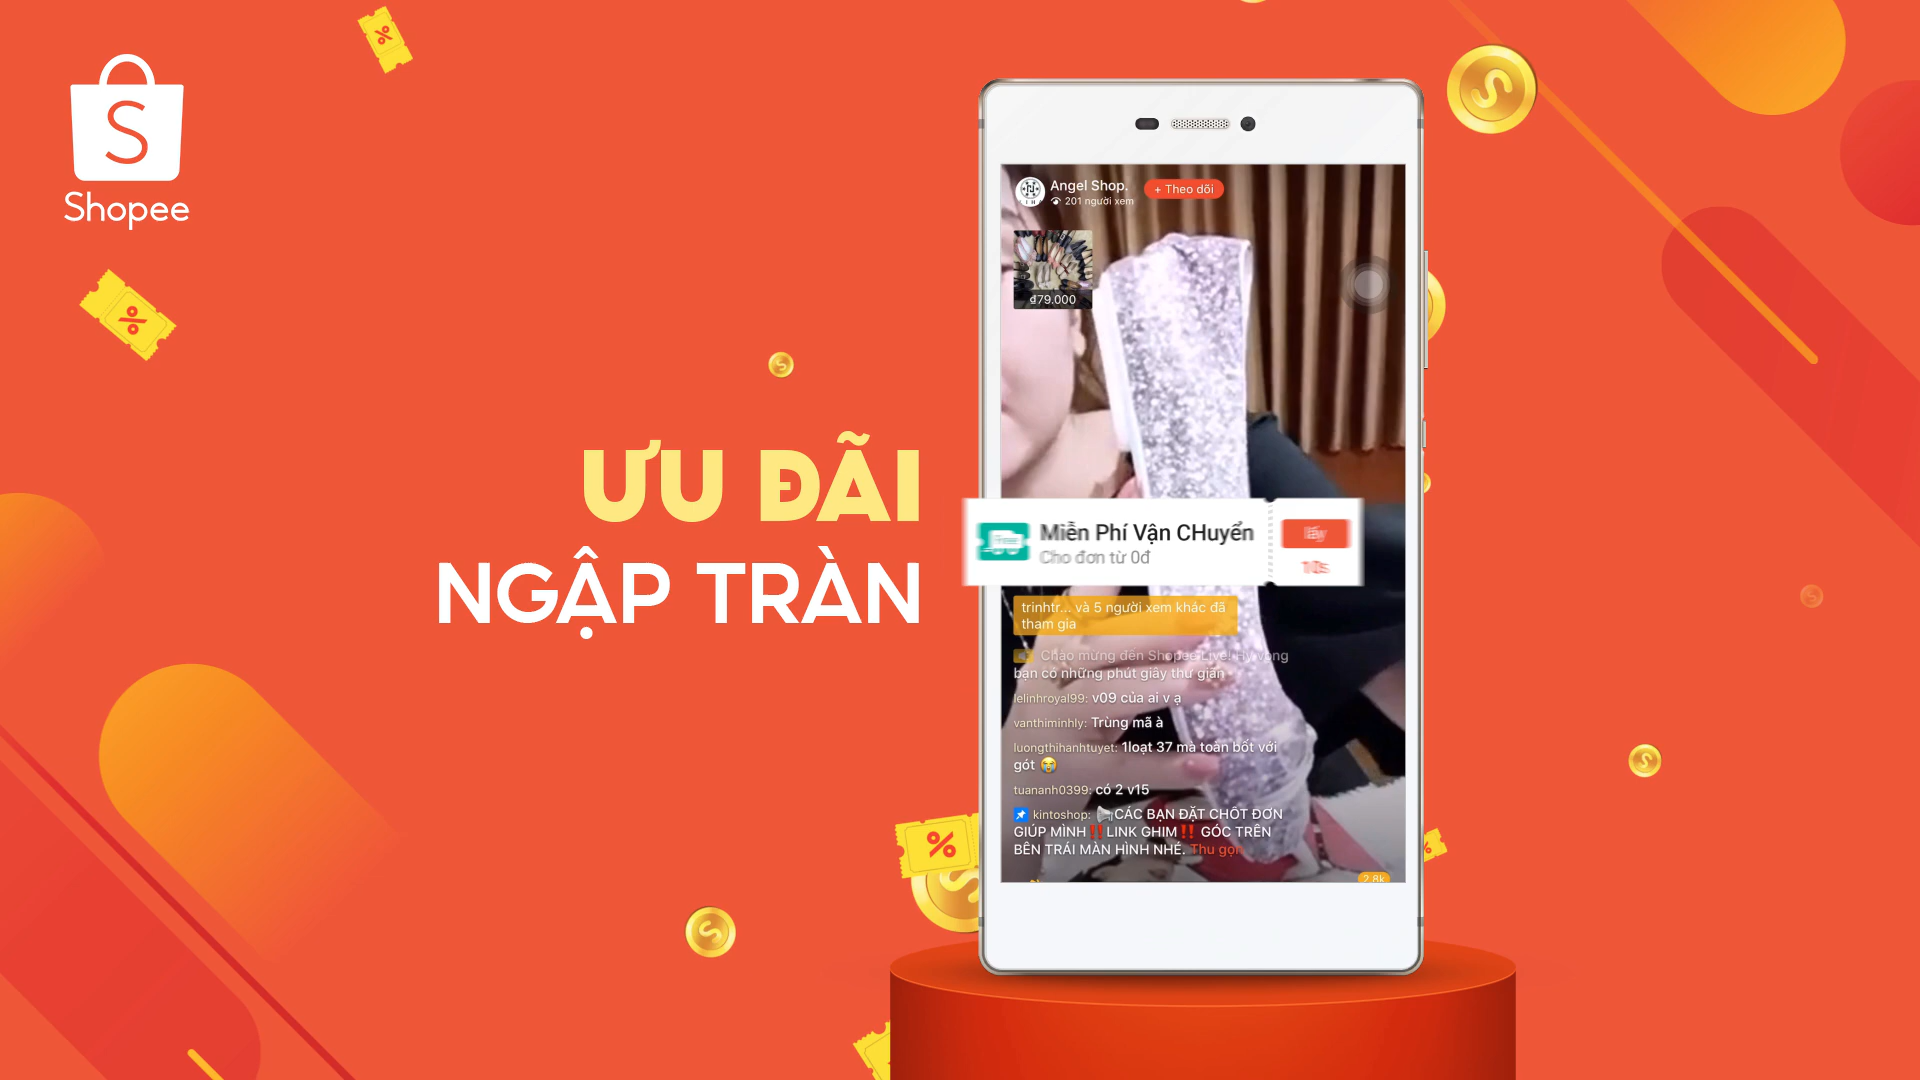 Shopee
ƯU ĐÃI
NGẬP TRÀN
Angel Shop.
+ Theo dõi
201 người xem
₫79.000
Miễn Phí Vận CHuyển
Cho đơn từ 0đ
lấy
trinhtr... và 5 người xem khác đã
tham gia
Chào mừng đến Shopee Live! Hy vọng
bạn có những phút giây thư giãn
lelinhroyal99: v09 của ai v ạ
vanthiminhly: Trùng mã à
luongthihanhtuyet: 1loạt 37 mà toàn bốt với
gót 😭
tuananh0399: có 2 v15
kintoshop: 📢CÁC BẠN ĐẶT CHỐT ĐƠN
GIÚP MÌNH‼️LINK GHIM‼️ GÓC TRÊN
BÊN TRÁI MÀN HÌNH NHÉ. Thu gọn
2.8k